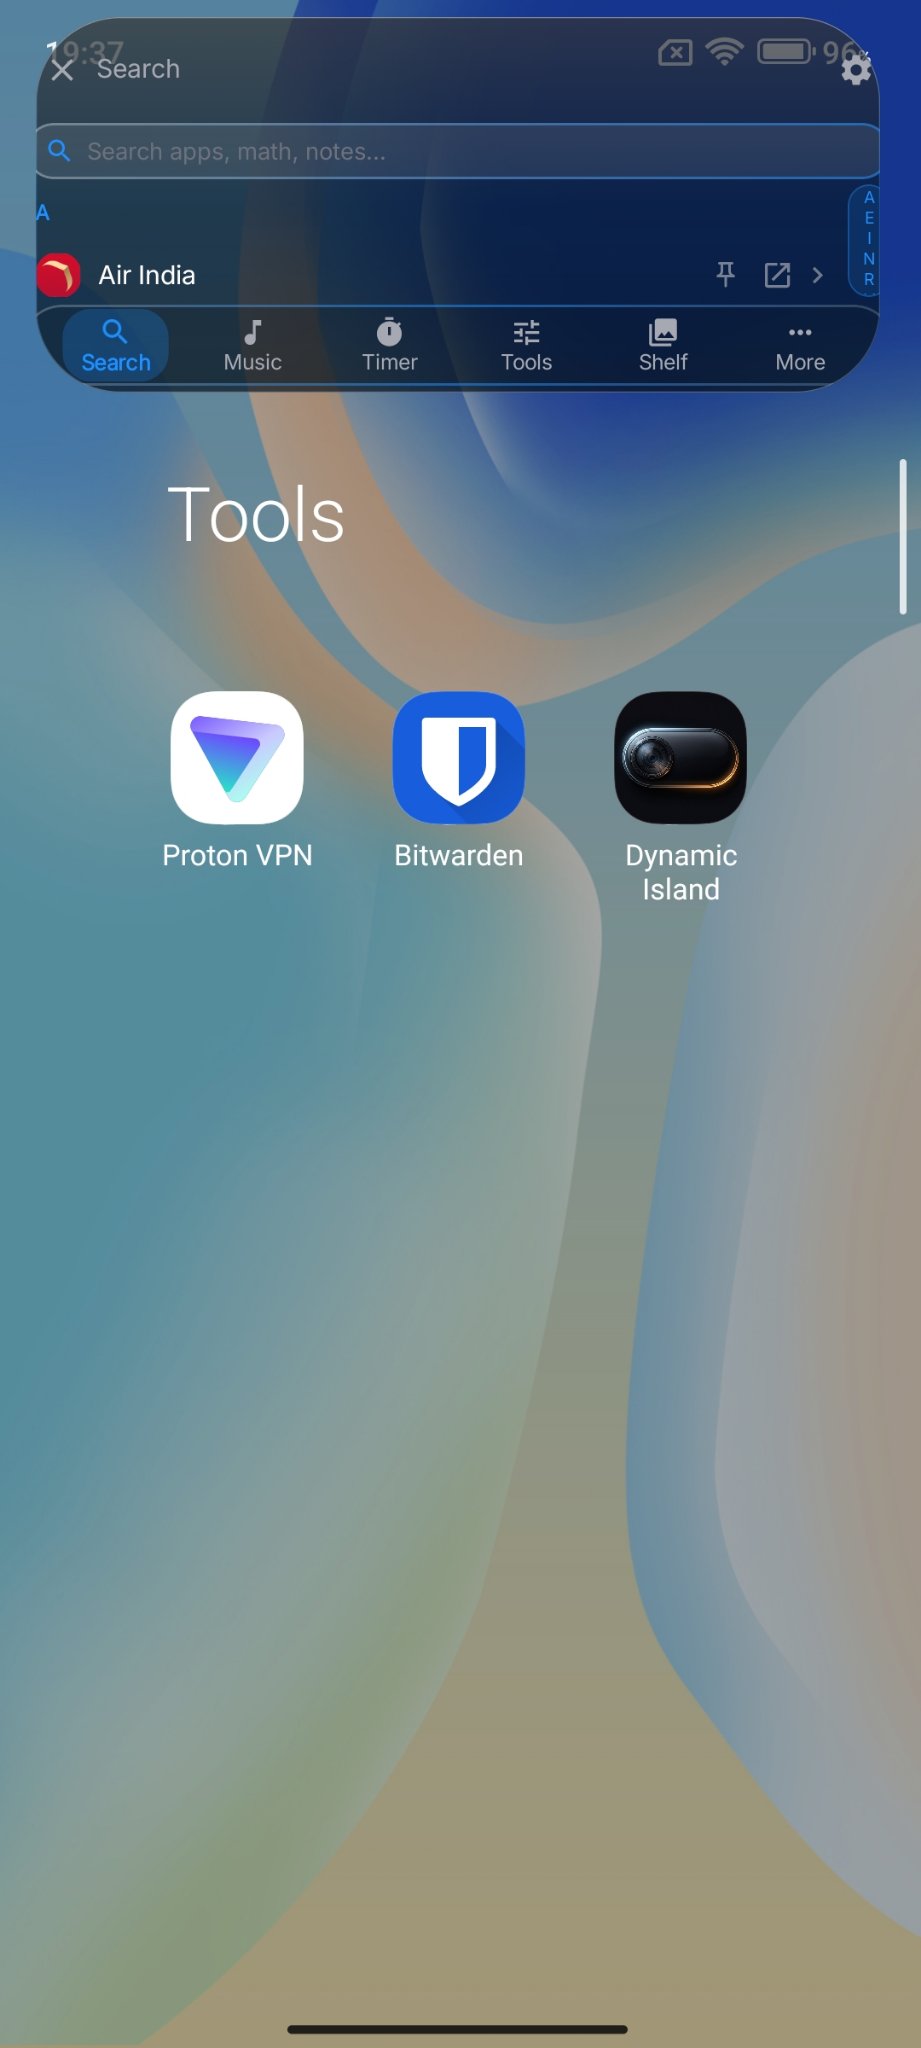 19:37
96%
Search
Search apps, math, notes...
A
Air India
A
E
I
N
R
Search
Music
Timer
Tools
Shelf
More
Tools
Proton VPN
Bitwarden
Dynamic
Island